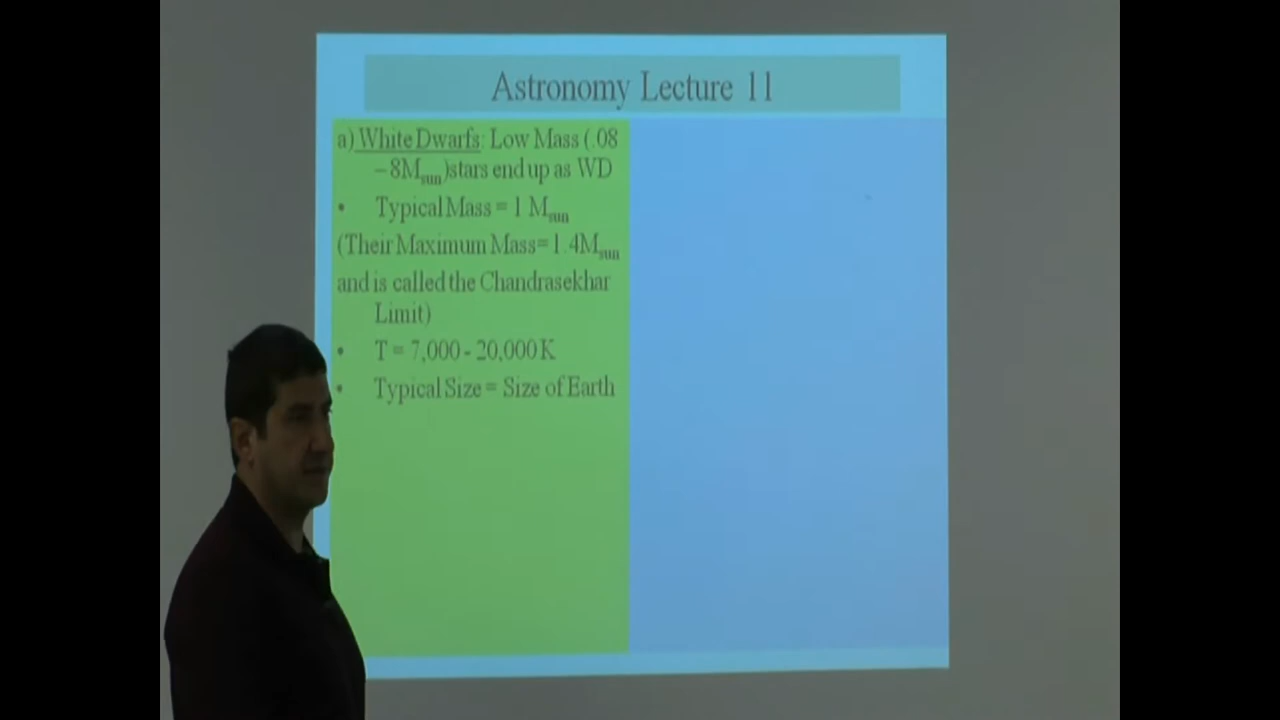 Astronomy Lecture 11
a) White Dwarfs: Low Mass (.08
– 8Msun)stars end up as WD
• Typical Mass = 1 Msun
(Their Maximum Mass=1.4Msun
and is called the Chandrasekhar
Limit)
• T = 7,000 - 20,000 K
• Typical Size = Size of Earth